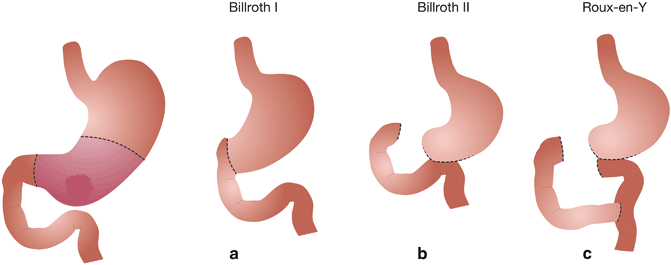 Billroth I
Billroth II
Roux-en-Y
a
b
c